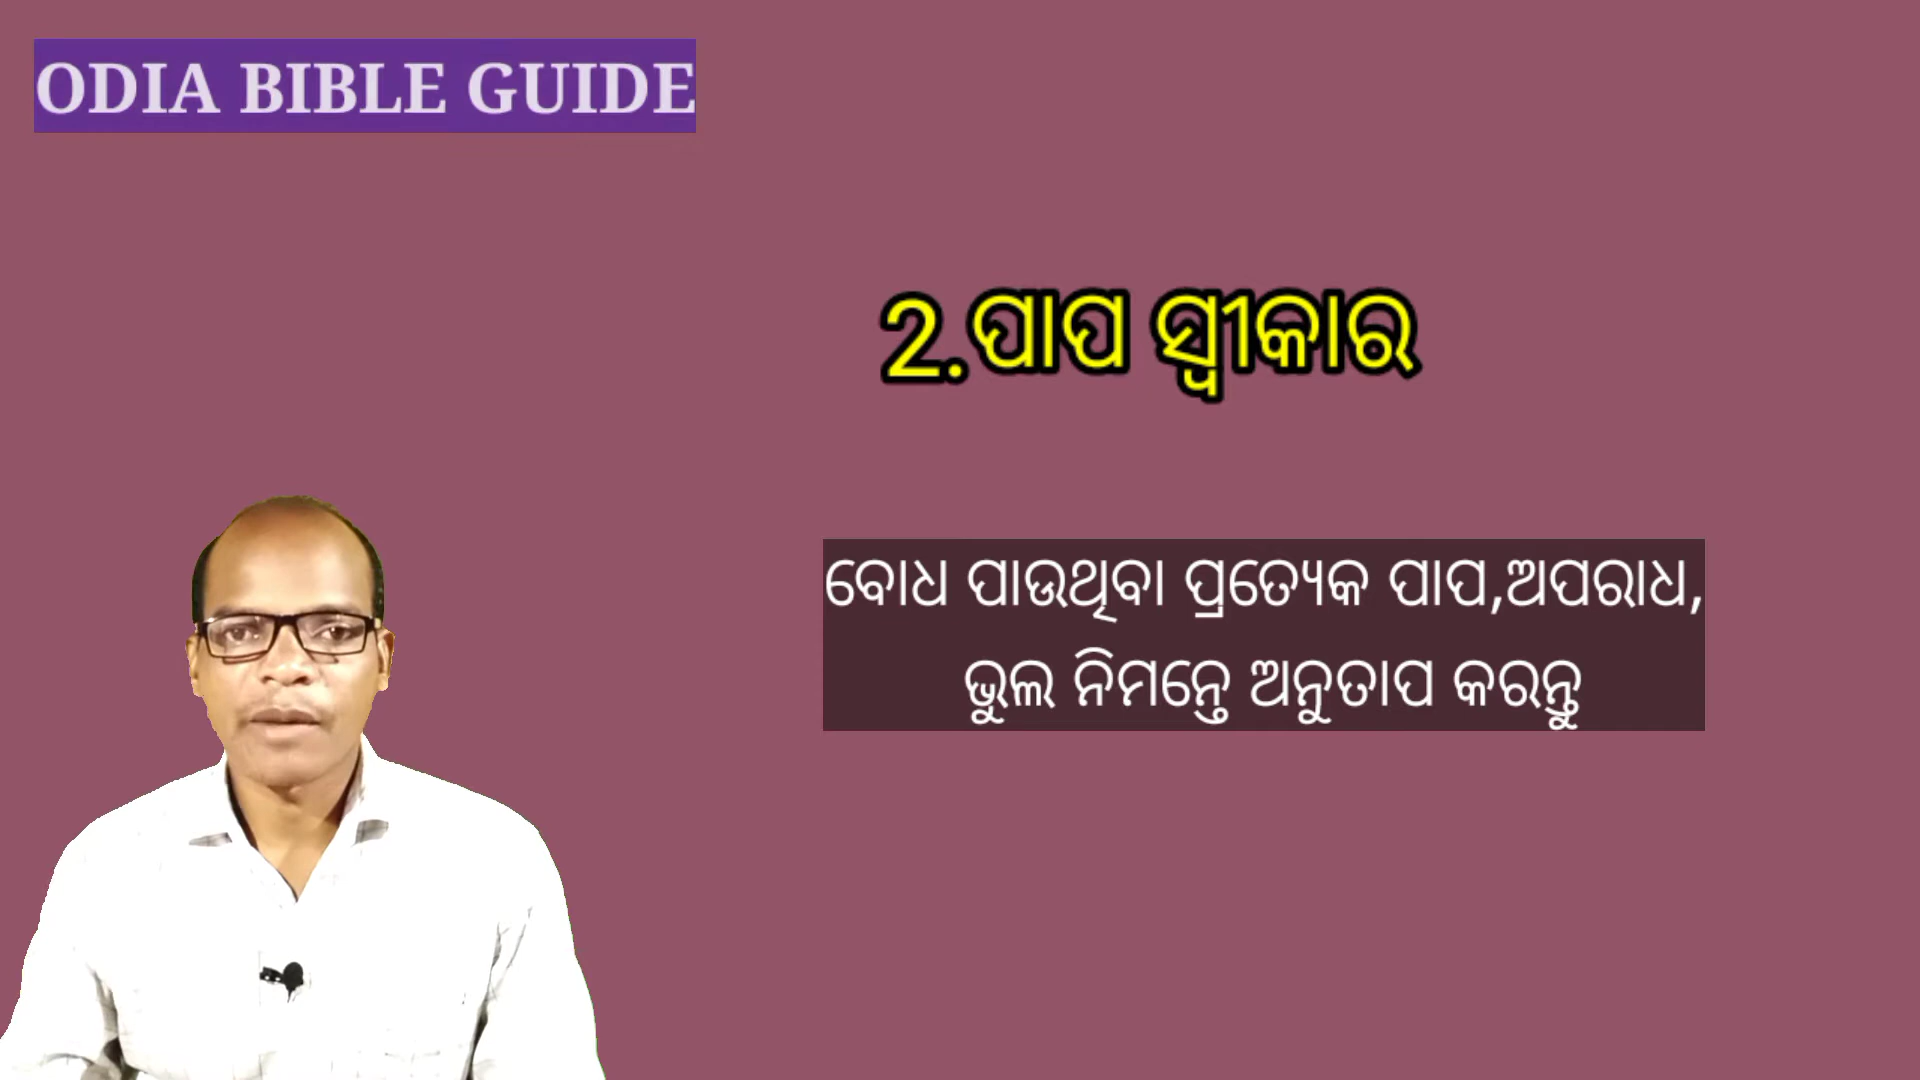 ODIA BIBLE GUIDE
2.ପାପ ସ୍ୱୀକାର
ବୋଧ ପାଉଥିବା ପ୍ରତ୍ୟେକ ପାପ,ଅପରାଧ,
ଭୁଲ ନିମନ୍ତେ ଅନୁତାପ କରନ୍ତୁ